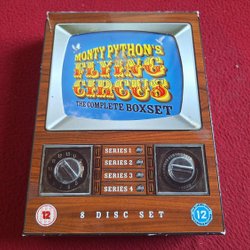 MONTY PYTHON'S
FLYING
CIRCUS
THE COMPLETE BOXSET
SERIES 1
SERIES 2
SERIES 3
SERIES 4
12
8 DISC SET
12